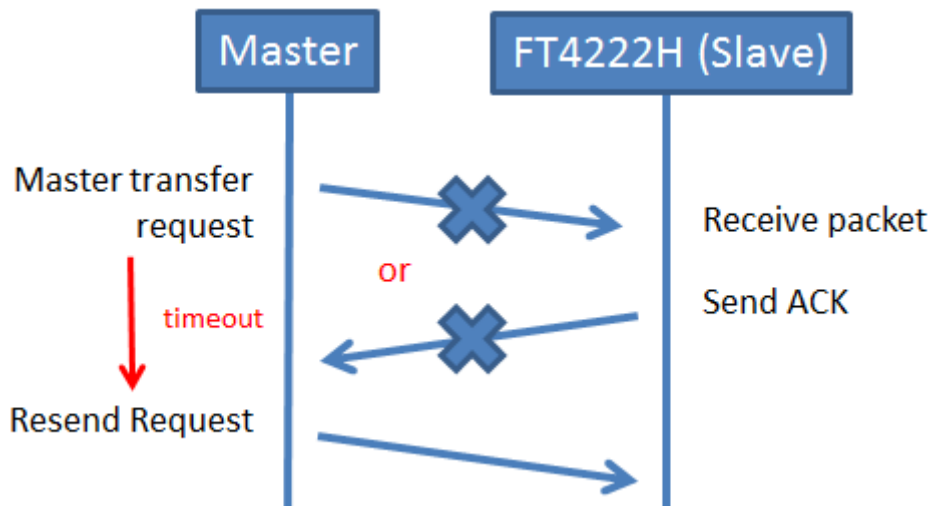 Master
FT4222H (Slave)
Master transfer
request
Receive packet
or
Send ACK
timeout
Resend Request